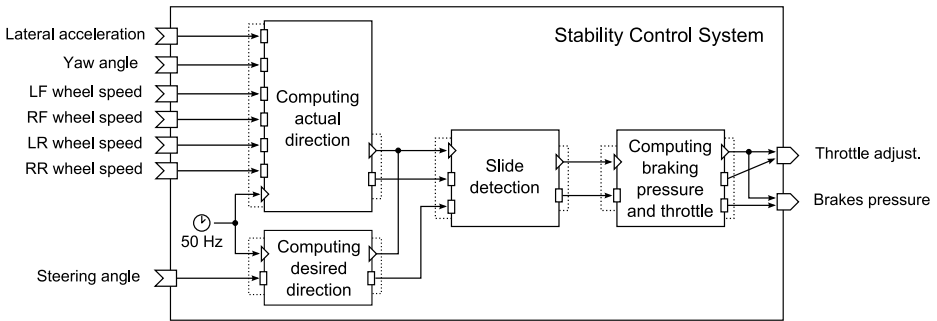 Stability Control System
Lateral acceleration
Yaw angle
LF wheel speed
RF wheel speed
LR wheel speed
RR wheel speed
Computing
actual
direction
50 Hz
Steering angle
Computing
desired
direction
Slide
detection
Computing
braking
pressure
and throttle
Throttle adjust.
Brakes pressure